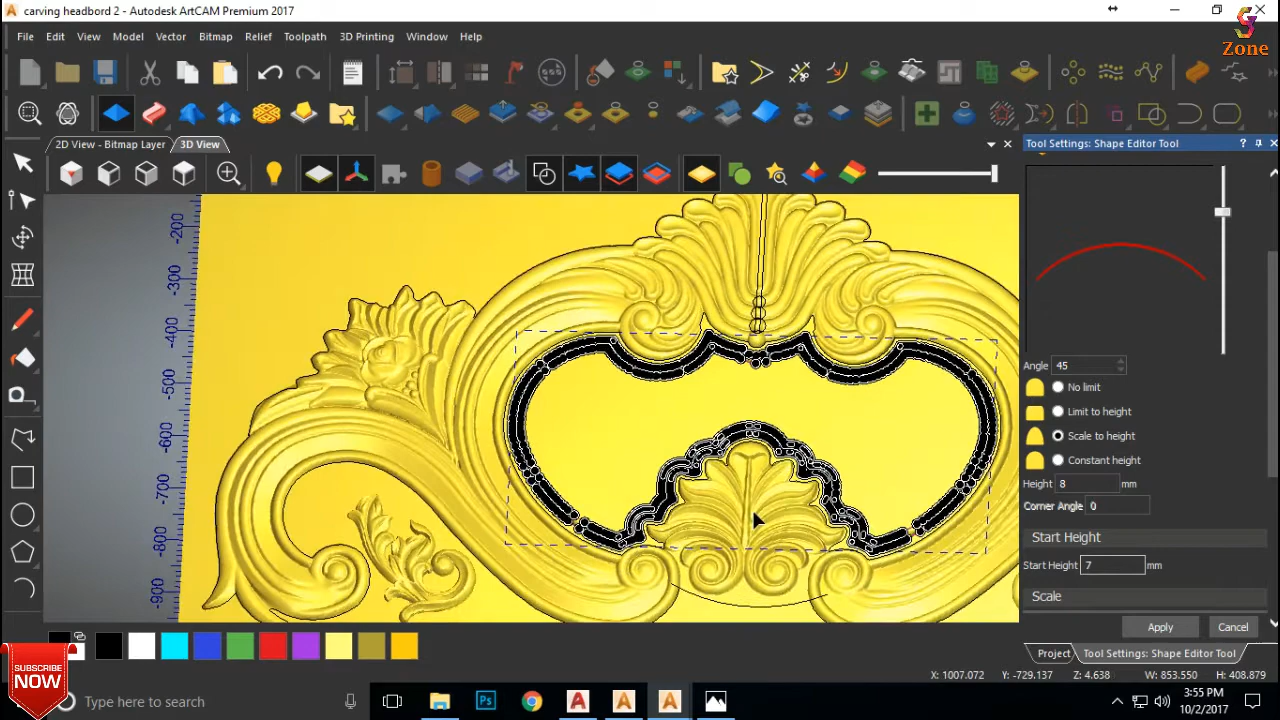 carving headbord 2 - Autodesk ArtCAM Premium 2017
G
Zone
File Edit View Model Vector Bitmap Relief Toolpath 3D Printing Window Help
2D View - Bitmap Layer 3D View
Tool Settings: Shape Editor Tool
-200
-300
-400
-500
-600
-700
-800
-900
Angle 45
No limit
Limit to height
Scale to height
Constant height
Height 8 mm
Corner Angle 0
Start Height
Start Height 7 mm
Scale
Apply Cancel
Project Tool Settings: Shape Editor Tool
X: 1007.072 Y: -729.137 Z: 4.638 W: 853.550 H: 408.879
SUBSCRIBE
NOW
Type here to search
3:55 PM
10/2/2017